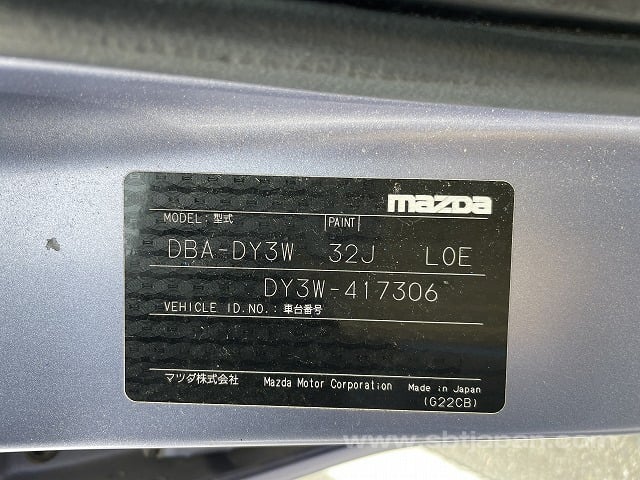 mazda
MODEL:型式 PAINT
DBA-DY3W 32J L0E
DY3W-417306
VEHICLE ID.NO.:車台番号
マツダ株式会社 Mazda Motor Corporation Made in Japan
(G22CB)
www.sbtjapan.com